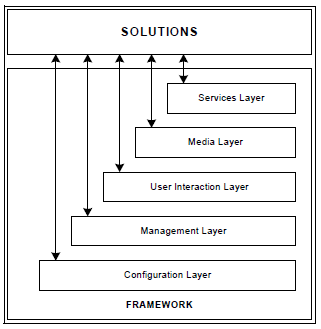 SOLUTIONS
Services Layer
Media Layer
User Interaction Layer
Management Layer
Configuration Layer
FRAMEWORK